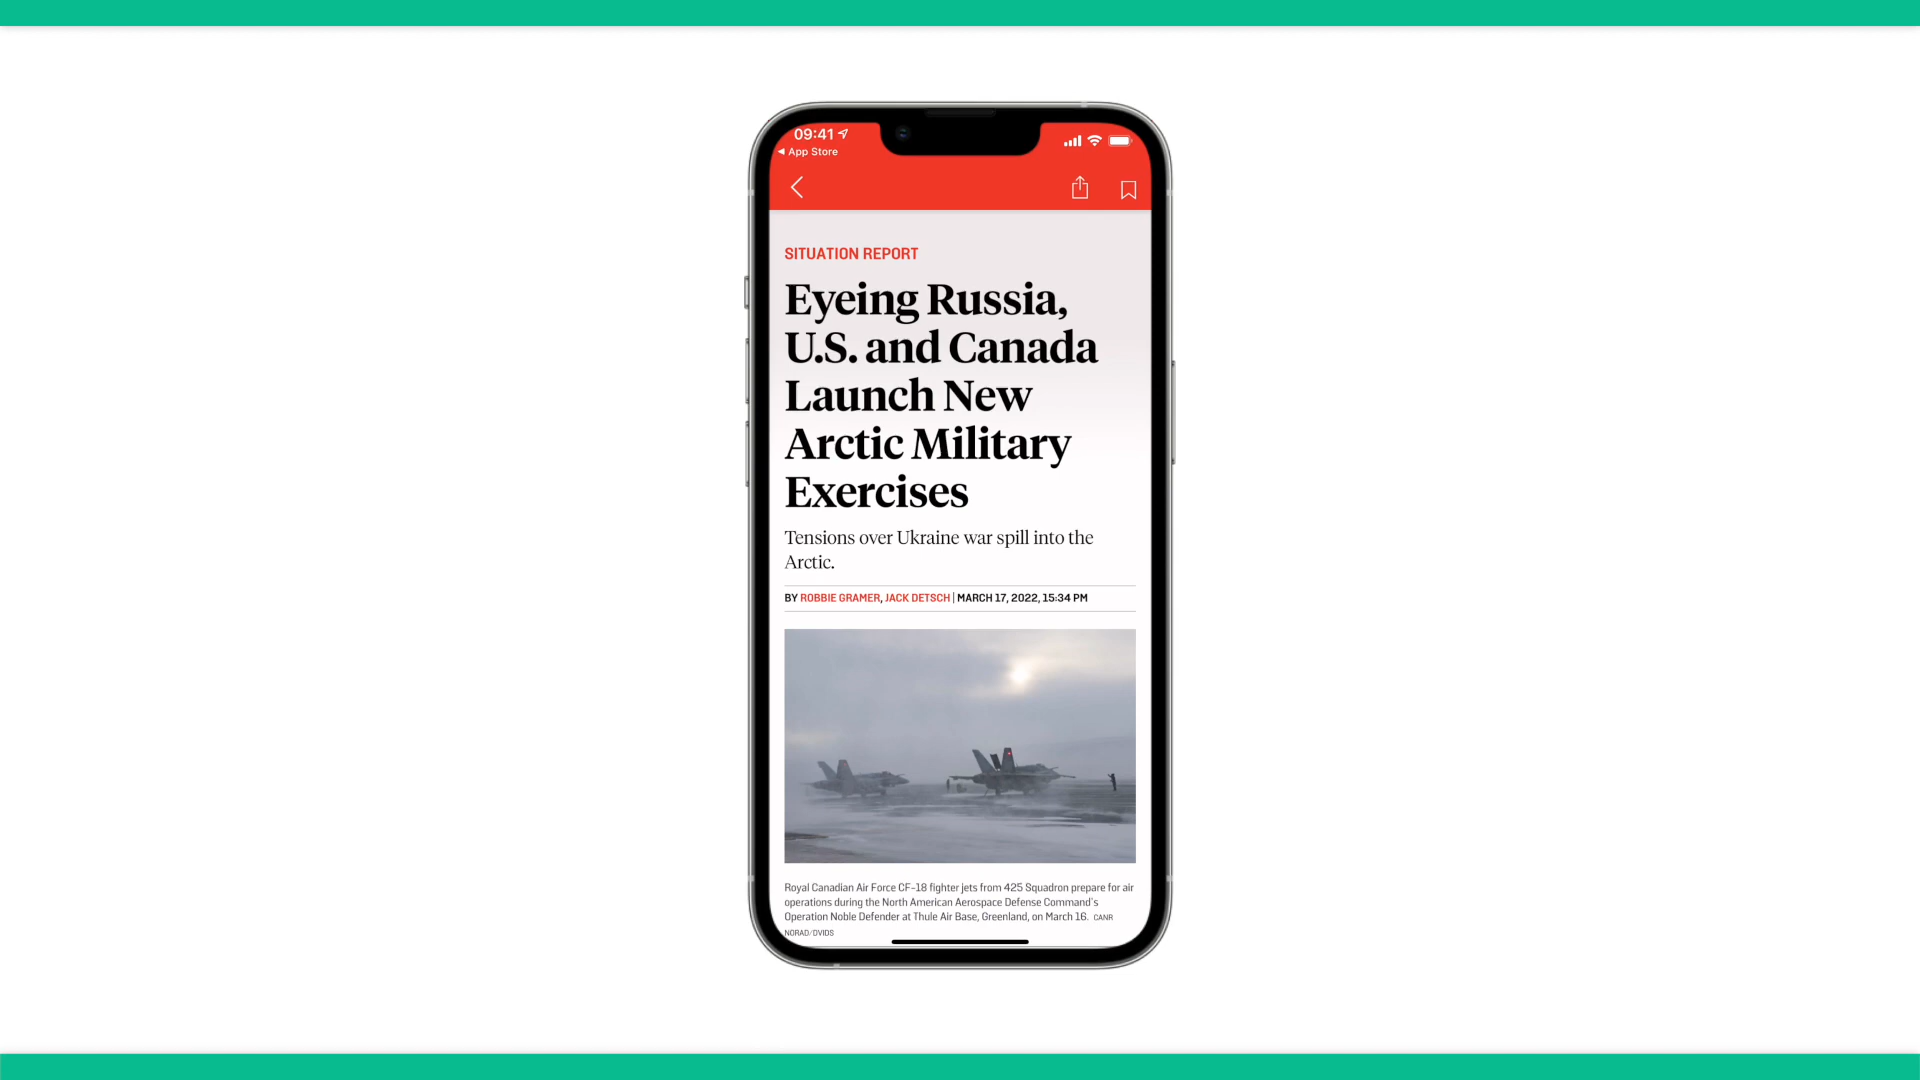 09:41
App Store
SITUATION REPORT
Eyeing Russia,
U.S. and Canada
Launch New
Arctic Military
Exercises
Tensions over Ukraine war spill into the
Arctic.
BY ROBBIE GRAMER, JACK DETSCH | MARCH 17, 2022, 15:34 PM
Royal Canadian Air Force CF-18 fighter jets from 425 Squadron prepare for air
operations during the North American Aerospace Defense Command`s
Operation Noble Defender at Thule Air Base, Greenland, on March 16. CANR
NORAD/DVIDS